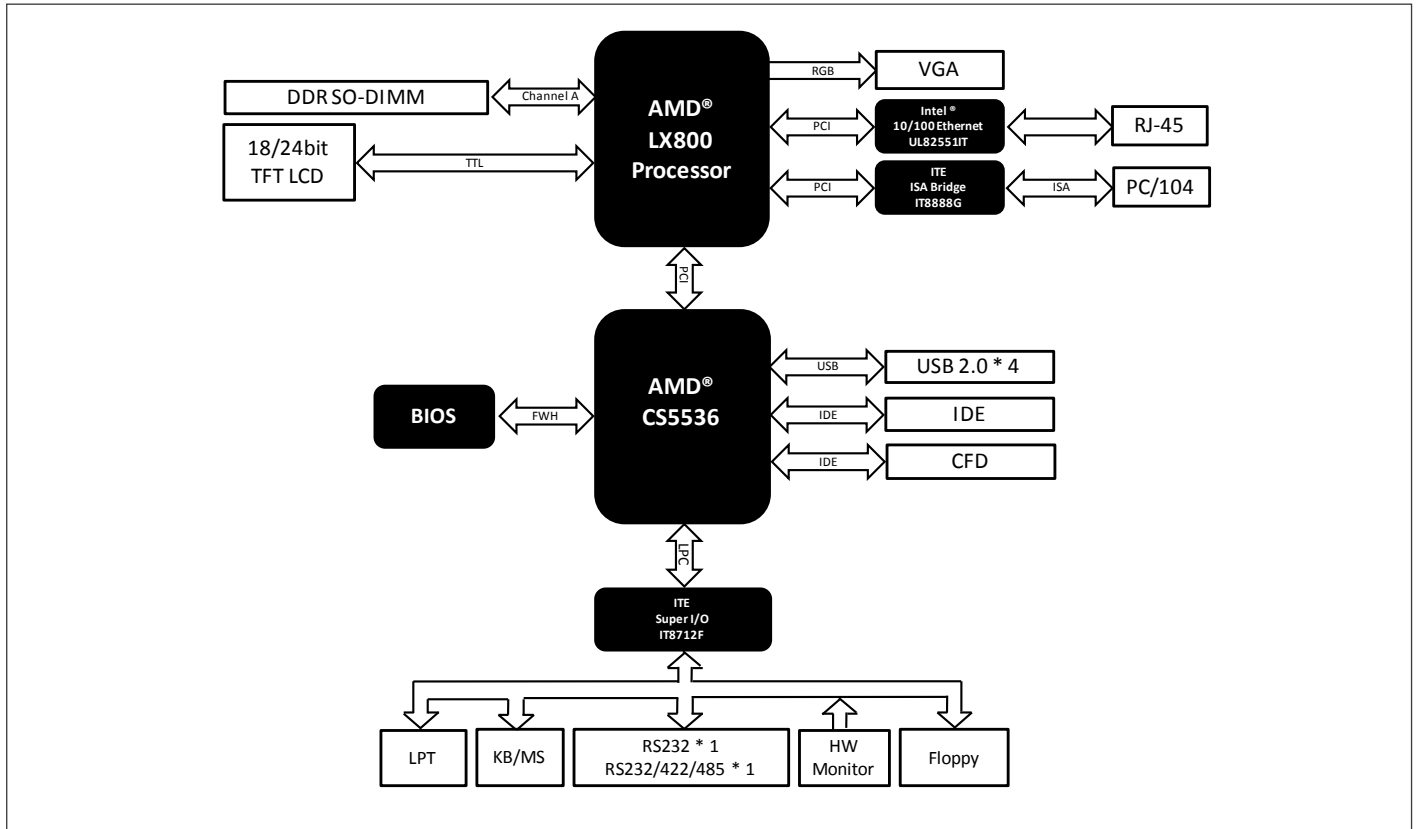 AMD®
LX800
Processor
DDR SO-DIMM
Channel A
18/24bit
TFT LCD
TTL
RGB
VGA
PCI
Intel ®
10/100 Ethernet
UL82551IT
RJ-45
PCI
ITE
ISA Bridge
IT8888G
ISA
PC/104
PCI
AMD®
CS5536
BIOS
FWH
USB
USB 2.0 * 4
IDE
IDE
IDE
CFD
LPC
ITE
Super I/O
IT8712F
LPT
KB/MS
RS232 * 1
RS232/422/485 * 1
HW
Monitor
Floppy